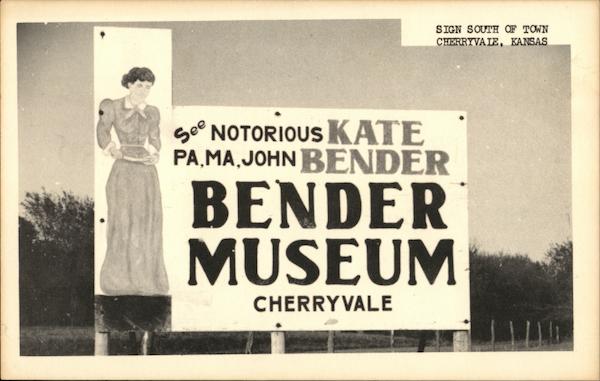 SIGN SOUTH OF TOWN
CHERRYVALE, KANSAS
See NOTORIOUS KATE
PA, MA, JOHN BENDER
BENDER
MUSEUM
CHERRYVALE